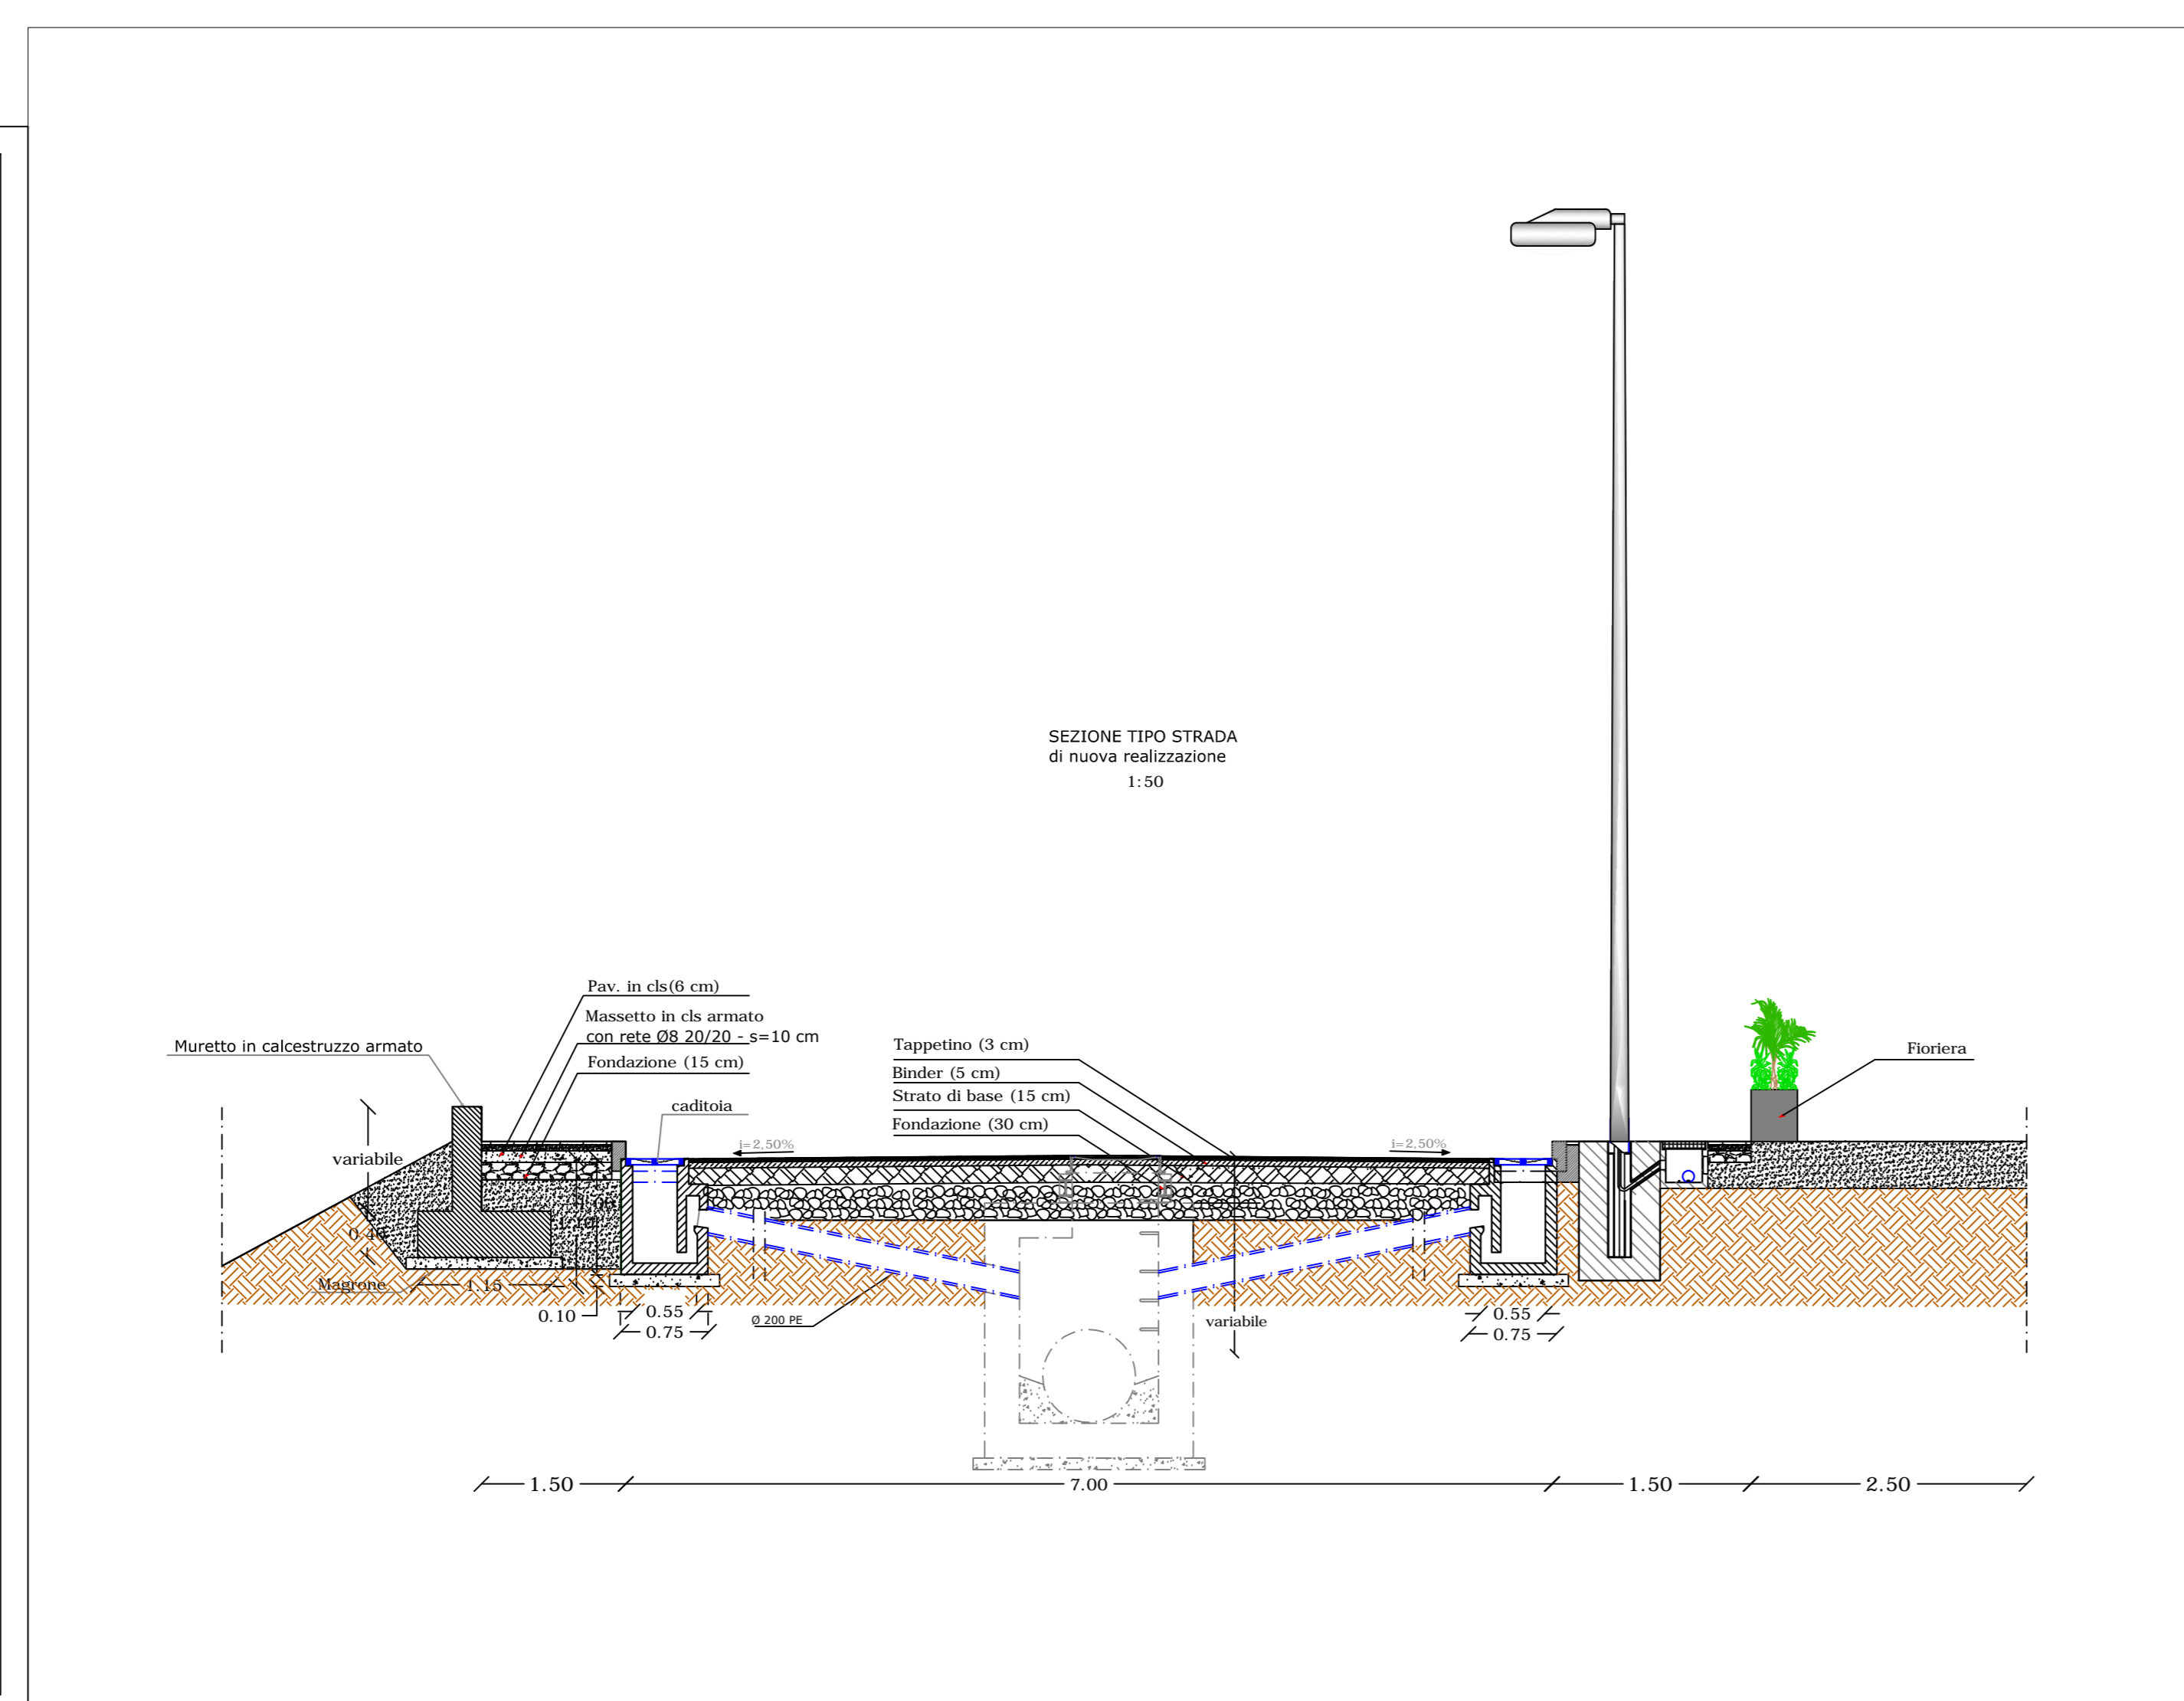 SEZIONE TIPO STRADA
di nuova realizzazione
1:50
Pav. in cls(6 cm)
Massetto in cls armato
con rete Ø8 20/20 - s=10 cm
Fondazione (15 cm)
Muretto in calcestruzzo armato
caditoia
Tappetino (3 cm)
Binder (5 cm)
Strato di base (15 cm)
Fondazione (30 cm)
Fioriera
i=2,50%
i=2,50%
variabile
0.40
Magrone
1.15
0.10
0.55
0.75
Ø 200 PE
variabile
0.55
0.75
1.50
7.00
1.50
2.50